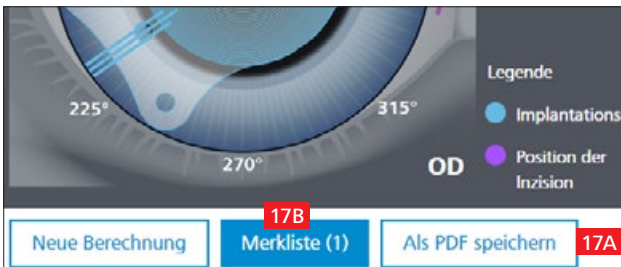 Legende
225°
315°
Implantations
270°
OD
Position der
Inzision
17B
Neue Berechnung
Merkliste (1)
Als PDF speichern
17A